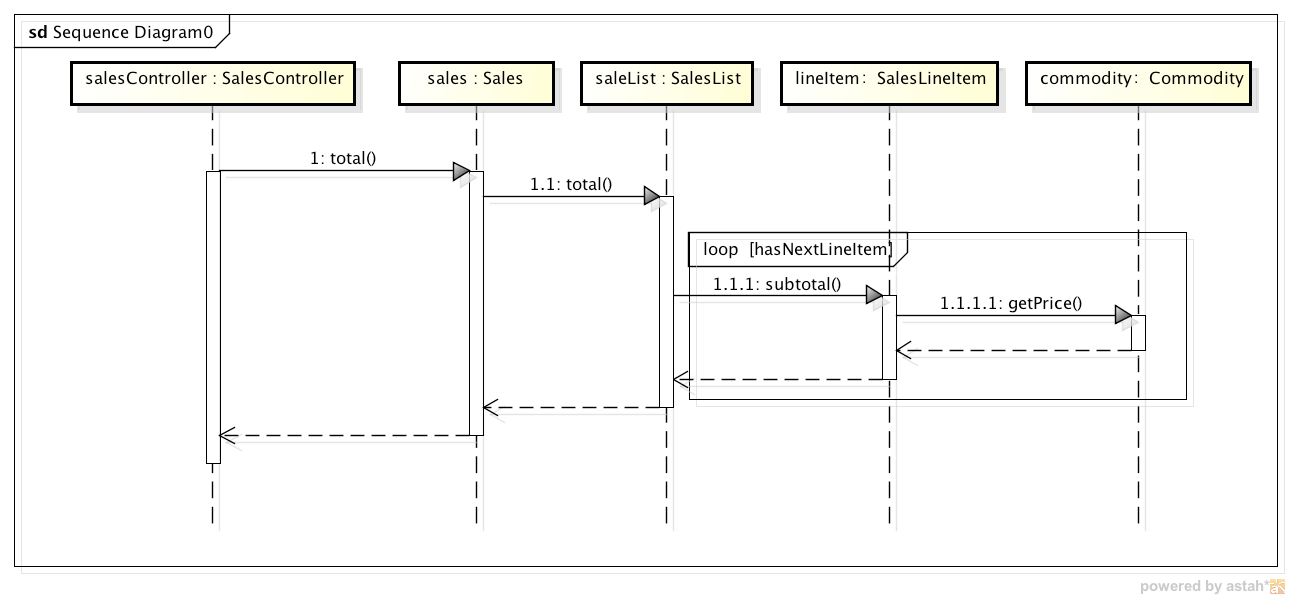 sd Sequence Diagram0
salesController : SalesController
sales : Sales
saleList : SalesList
lineItem: SalesLineItem
commodity: Commodity
1: total()
1.1: total()
loop [hasNextLineItem]
1.1.1: subtotal()
1.1.1.1: getPrice()
powered by astah*